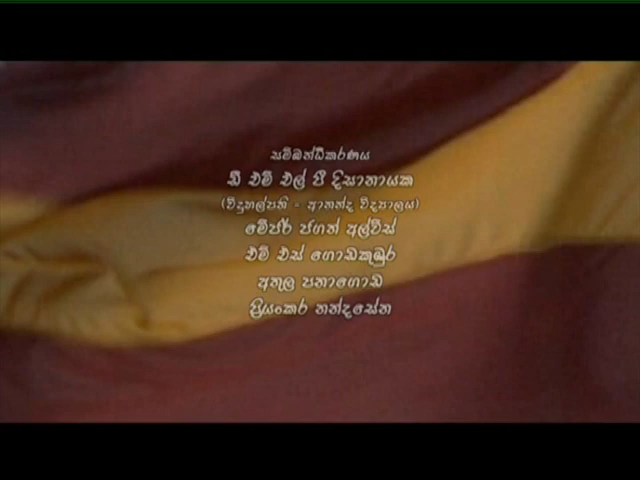 සම්බන්ධීකරණය
ඩී එම් එල් පී දිසානායක
(විදුහල්පති - ආනන්ද විද්‍යාලය)
මේජර් ජගත් අල්විස්
එම් එස් ගොඩකුඹුර
අතුල පනාගොඩ
ප්‍රියංකර නන්දසේන